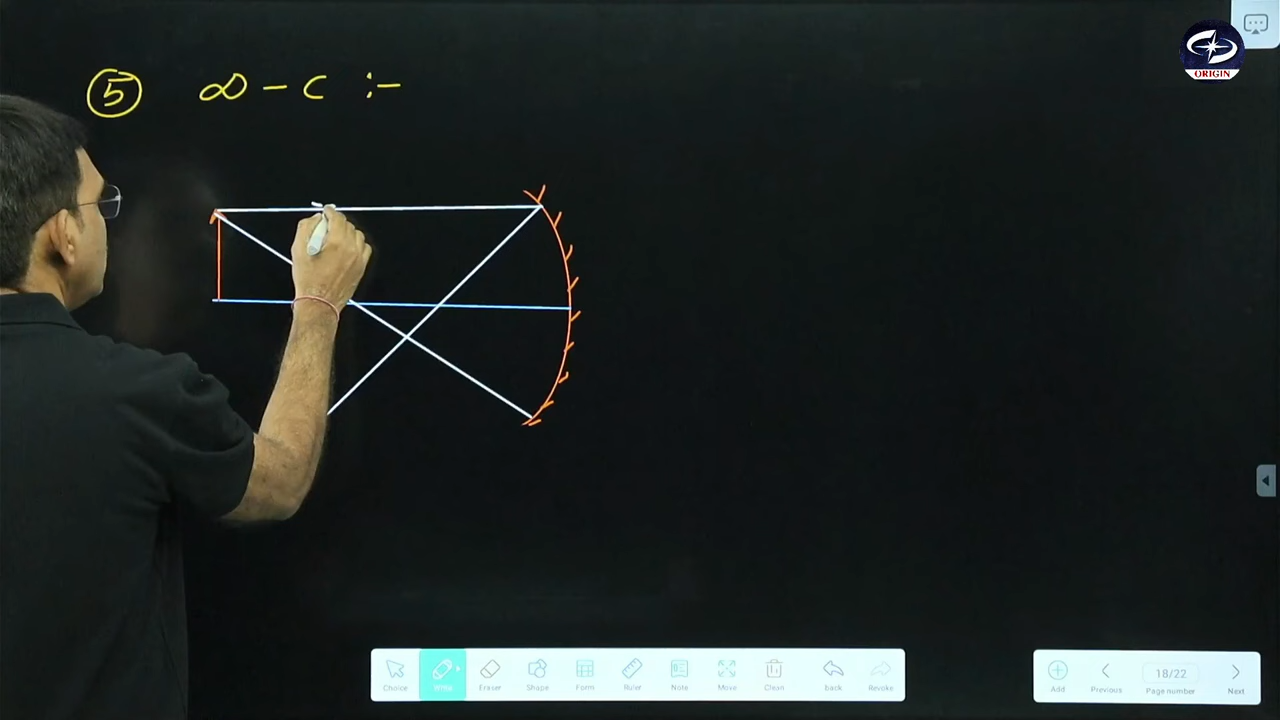 ORIGIN
5 ∞ - C :-
Choice
Write
Eraser
Shape
Form
Ruler
Note
Move
Clean
back
Revoke
Add
Previous
18/22
Page number
Next